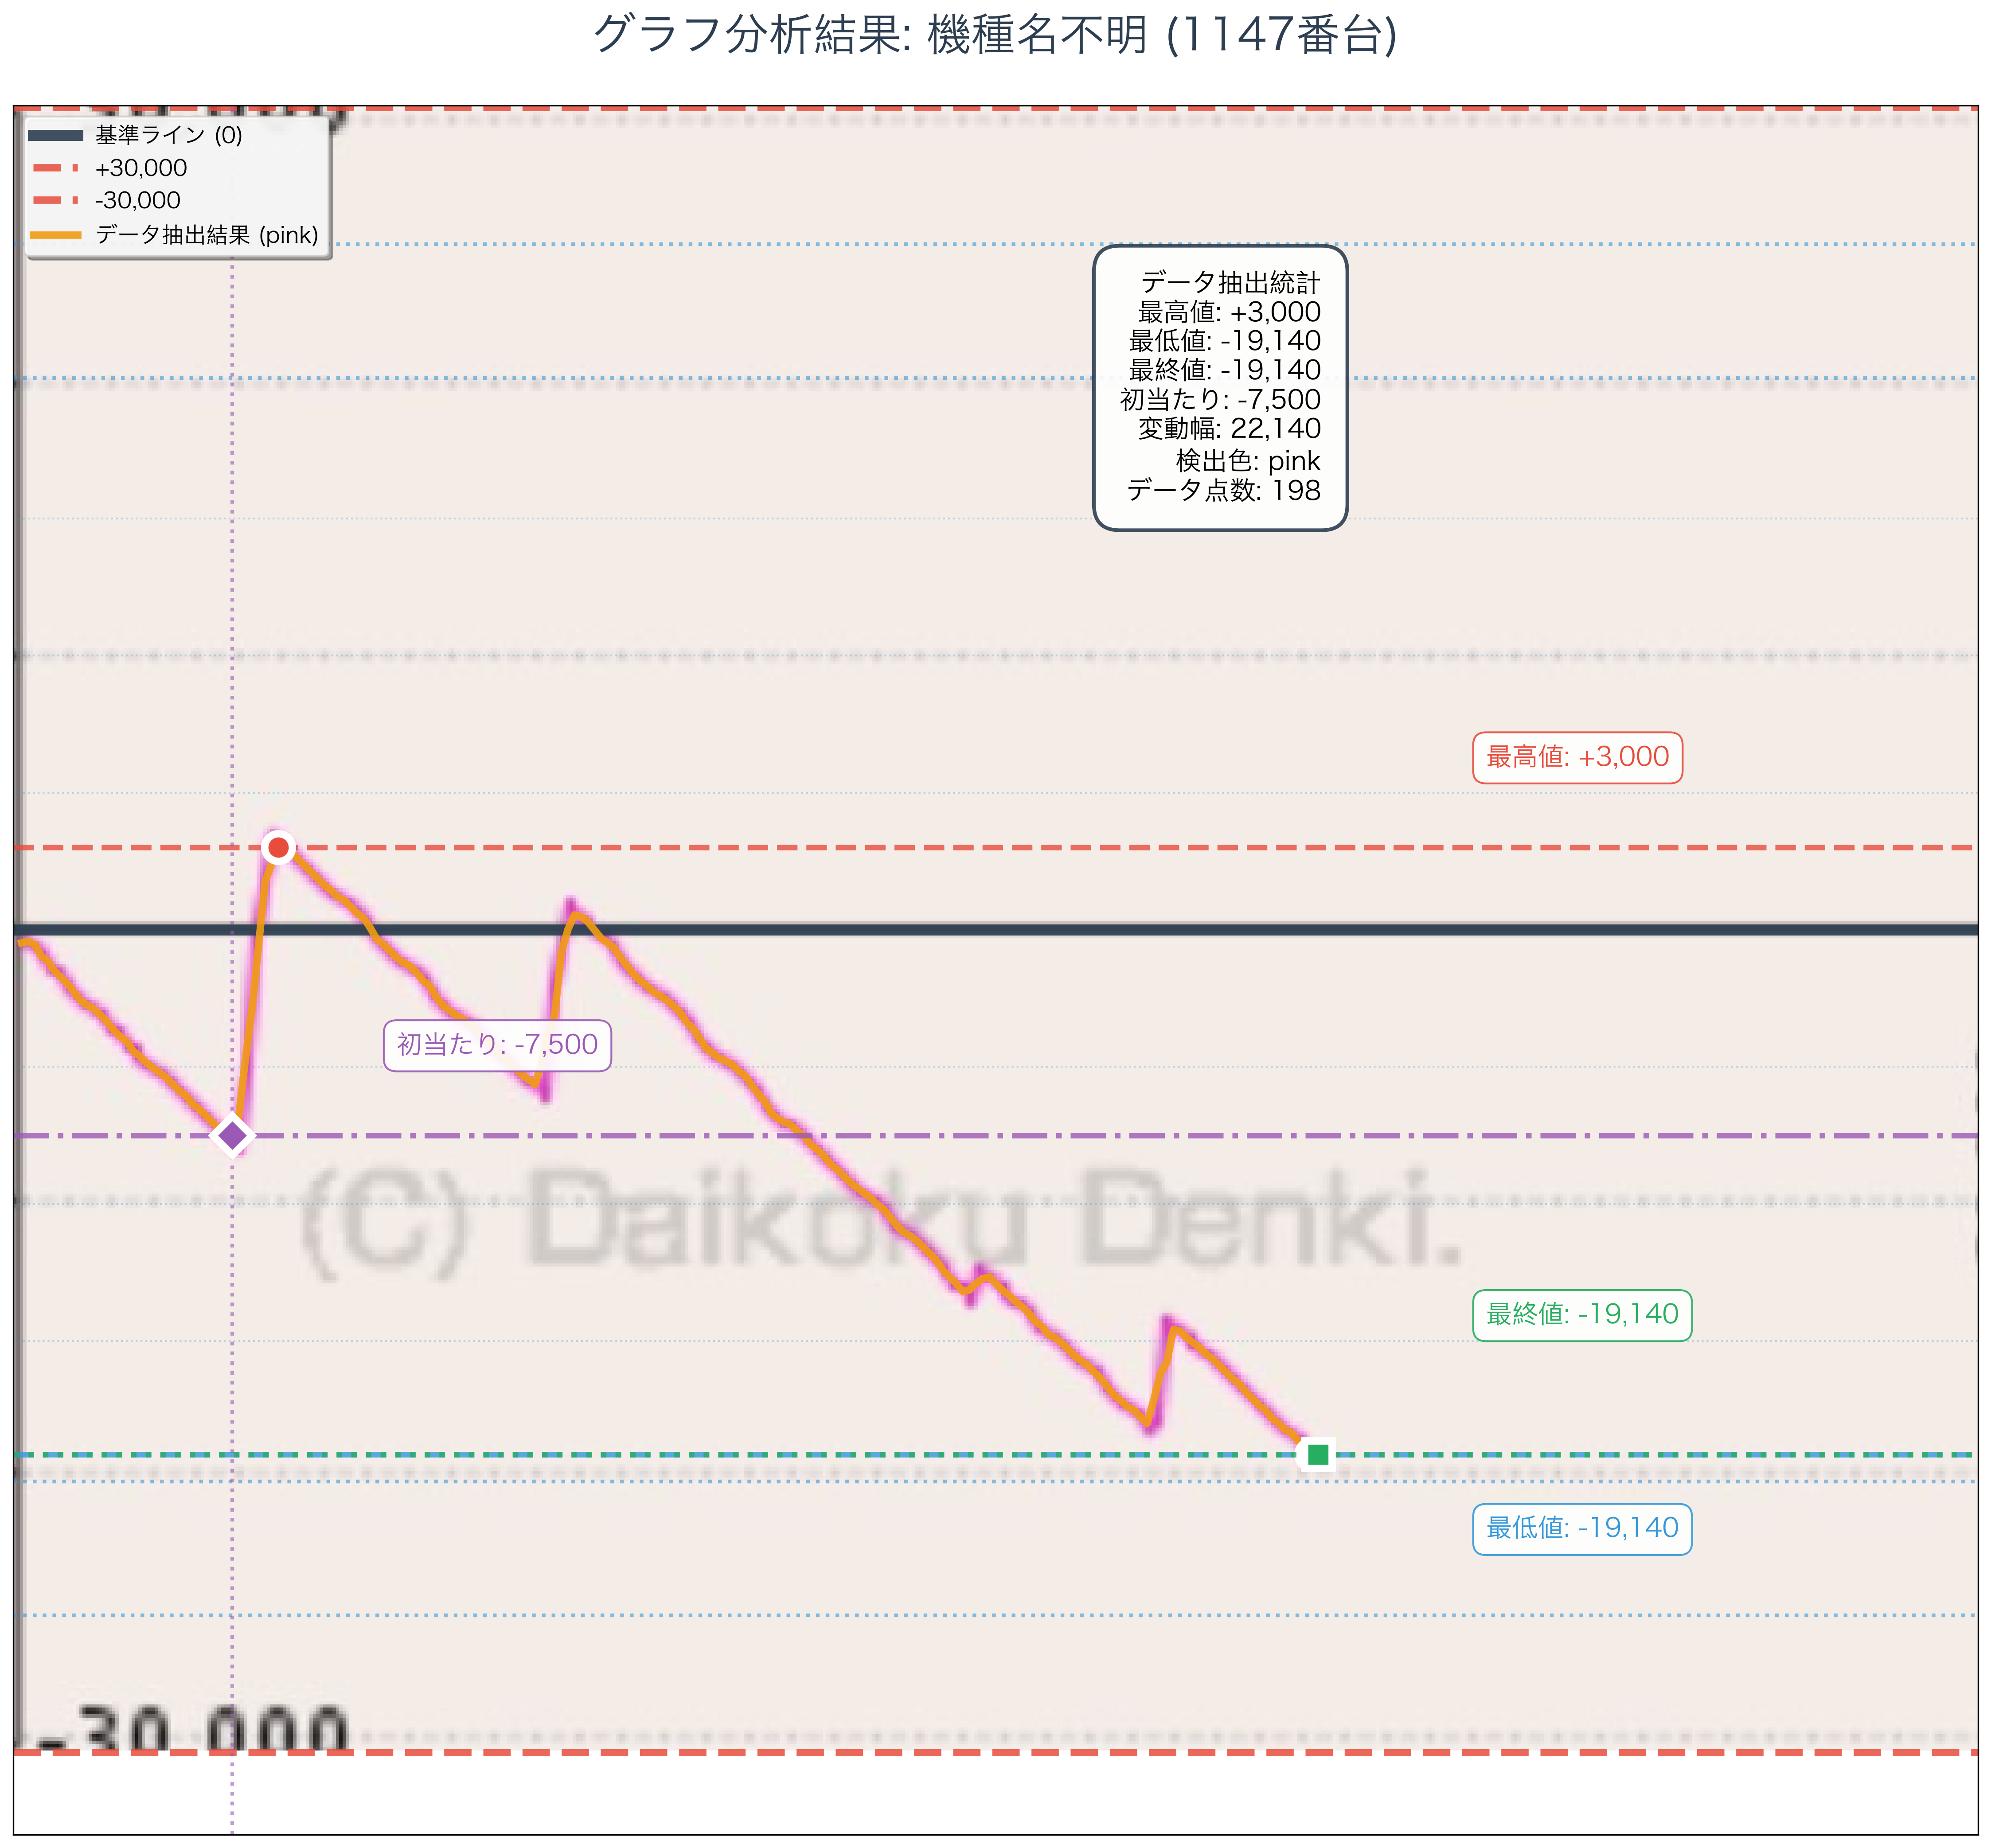 グラフ分析結果: 機種名不明 (1147番台)
基準ライン (0)
+30,000
-30,000
データ抽出結果 (pink)
データ抽出統計
最高値: +3,000
最低値: -19,140
最終値: -19,140
初当たり: -7,500
変動幅: 22,140
検出色: pink
データ点数: 198
最高値: +3,000
初当たり: -7,500
(C) Daikoku Denki.
最終値: -19,140
最低値: -19,140
-30,000